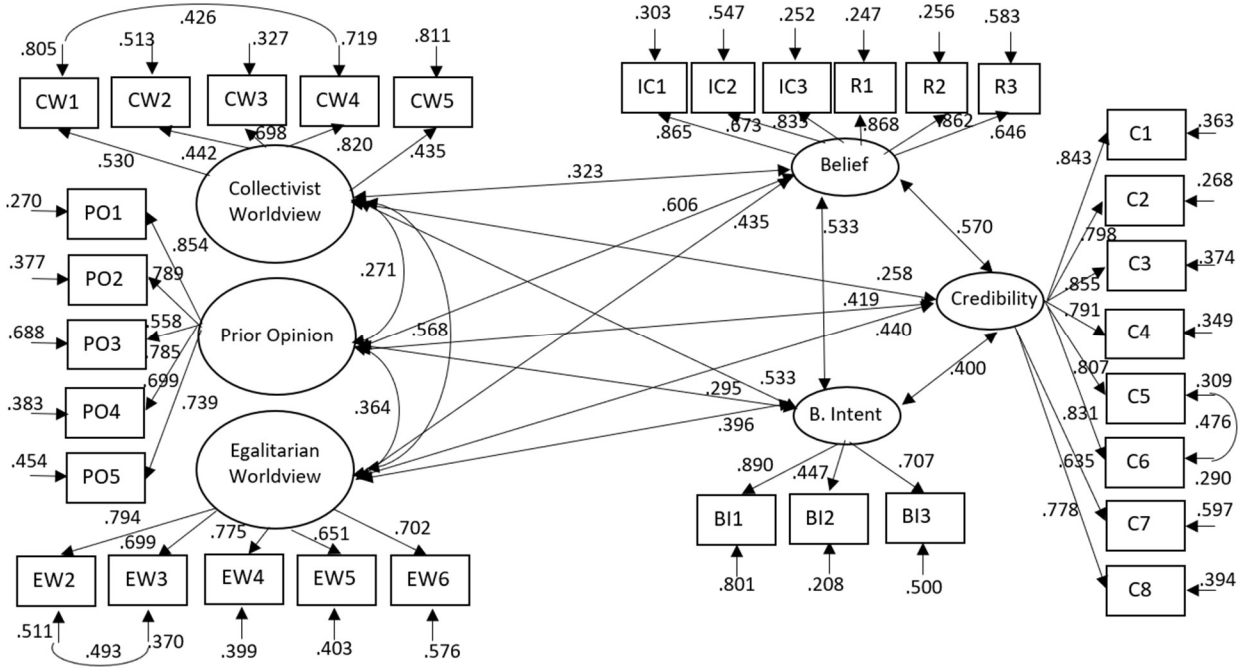 .426
.805
.513
.327
.719
.811
CW1
CW2
CW3
CW4
CW5
.530
.442
.698
.820
.435
Collectivist
Worldview
.303
.547
.252
.247
.256
.583
IC1
IC2
IC3
R1
R2
R3
.865
.673
.835
.868
.862
.646
Belief
.270
.377
.688
.383
.454
PO1
PO2
PO3
PO4
PO5
.854
.789
.558
.785
.699
.739
Prior Opinion
.271
.568
.364
.323
.606
.435
.533
.570
.258
.419
.440
.400
.533
.295
.396
Credibility
B. Intent
Egalitarian
Worldview
.794
.699
.775
.651
.702
EW2
EW3
EW4
EW5
EW6
.511
.493
.370
.399
.403
.576
.890
.447
.707
BI1
BI2
BI3
.801
.208
.500
.843
.798
.855
.791
.807
.831
.635
.778
C1
C2
C3
C4
C5
C6
C7
C8
.363
.268
.374
.349
.309
.476
.290
.597
.394